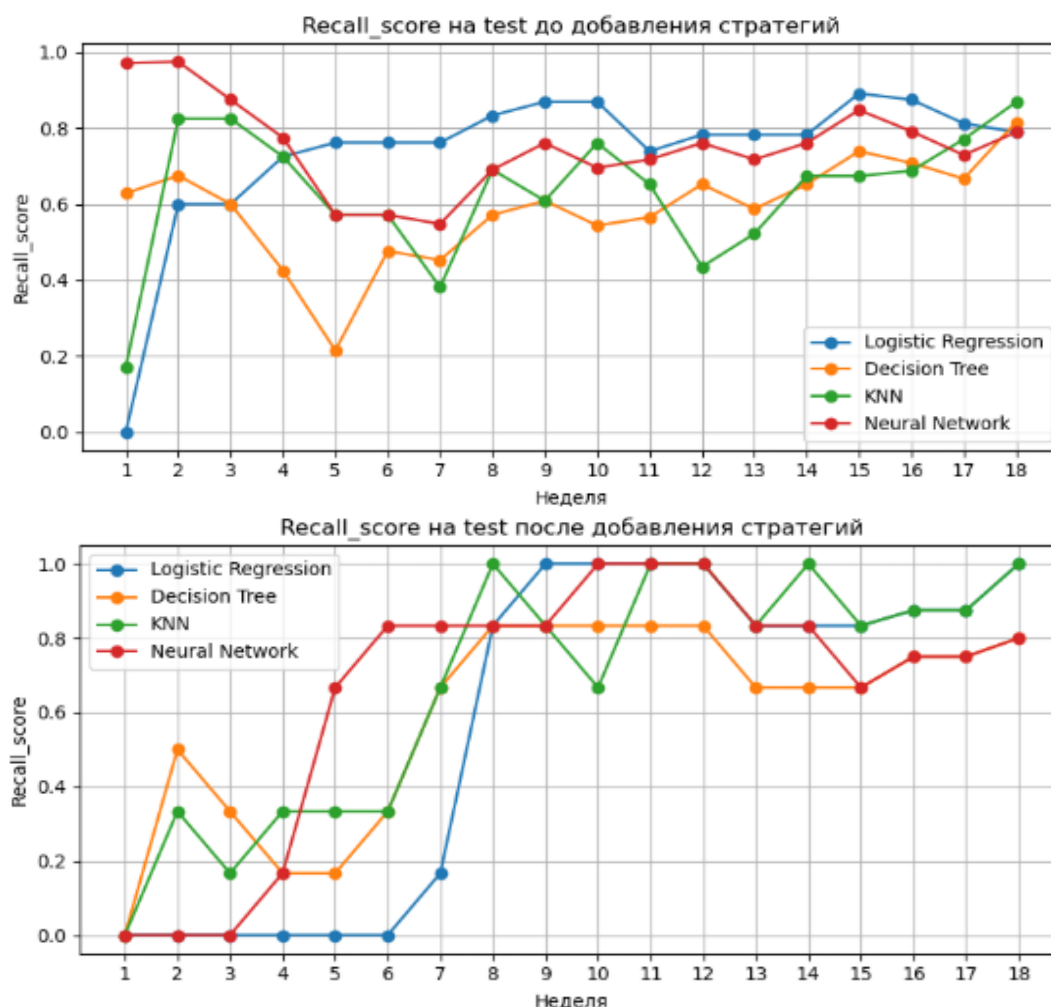 Recall_score на test до добавления стратегий
1.0
0.8
0.6
0.4
0.2
0.0
Recall_score
Logistic Regression
Decision Tree
KNN
Neural Network
1 2 3 4 5 6 7 8 9 10 11 12 13 14 15 16 17 18
Неделя
Recall_score на test после добавления стратегий
1.0
0.8
0.6
0.4
0.2
0.0
Recall_score
Logistic Regression
Decision Tree
KNN
Neural Network
1 2 3 4 5 6 7 8 9 10 11 12 13 14 15 16 17 18
Неделя